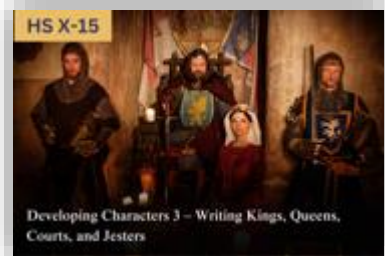 HS X-15
Developing Characters 3 – Writing Kings, Queens,
Courts, and Jesters